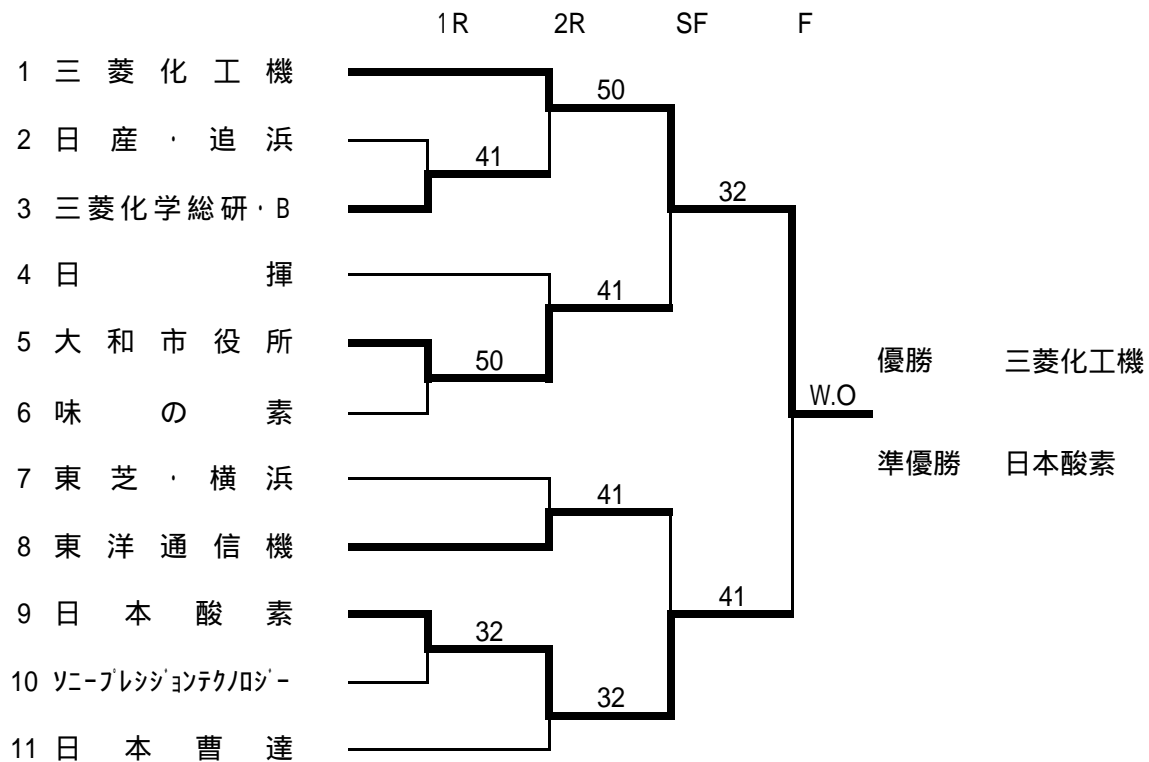 1R 2R SF F
1 三菱化工機
50
2 日産・追浜
41
3 三菱化学総研・B
32
4 日揮
41
5 大和市役所
50
優勝 三菱化工機
W.O
6 味の素
準優勝 日本酸素
7 東芝・横浜
41
8 東洋通信機
41
9 日本酸素
32
10 ｿﾆｰﾌﾟﾚｼｼﾞｮﾝﾃｸﾉﾛｼﾞｰ
32
11 日本曹達